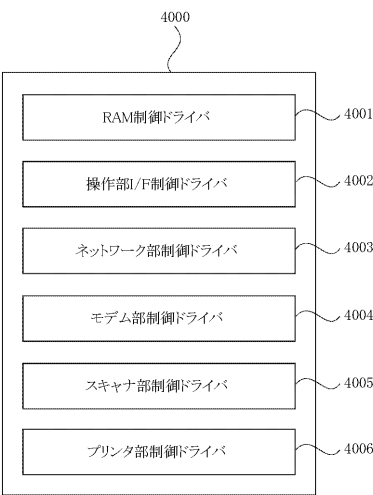 4000
RAM制御ドライバ 4001
操作部I/F制御ドライバ 4002
ネットワーク部制御ドライバ 4003
モデム部制御ドライバ 4004
スキャナ部制御ドライバ 4005
プリンタ部制御ドライバ 4006